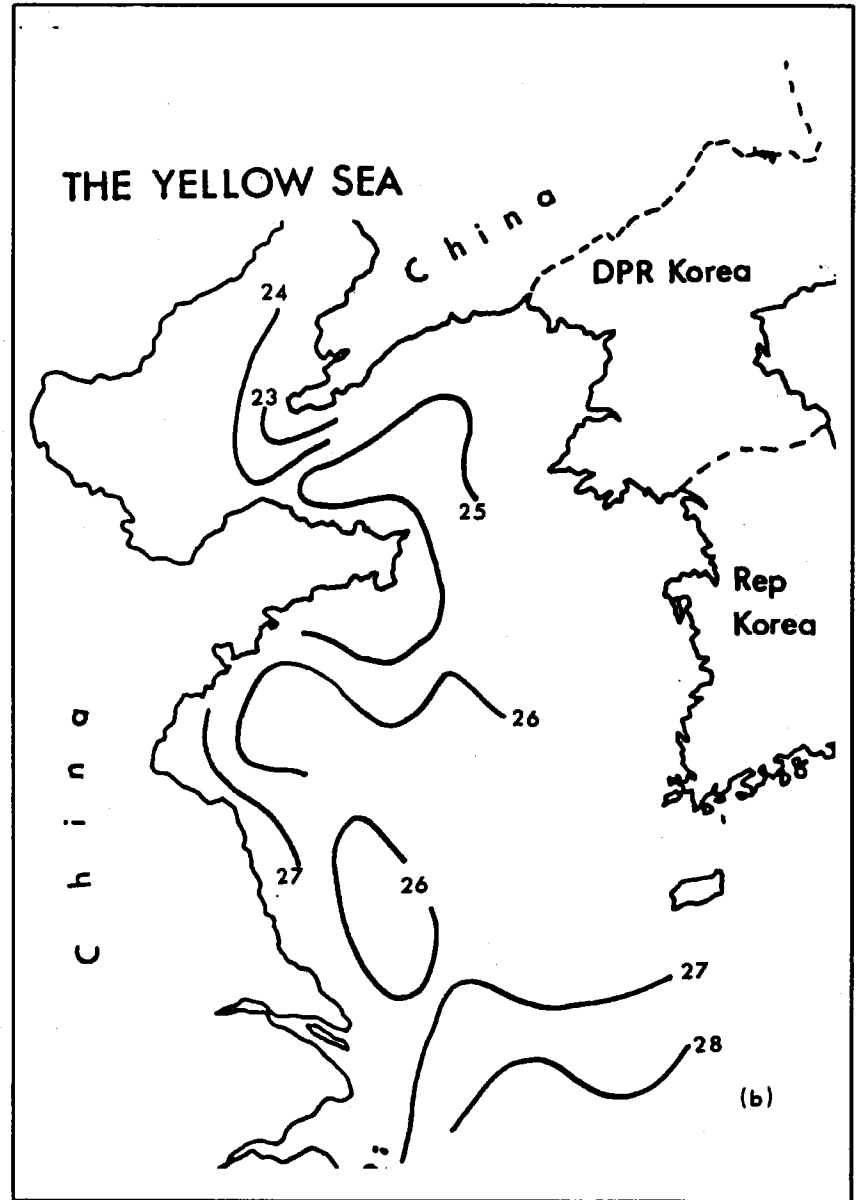 THE YELLOW SEA
China
DPR Korea
24
23
25
Rep
Korea
26
China
27
26
27
28
(b)